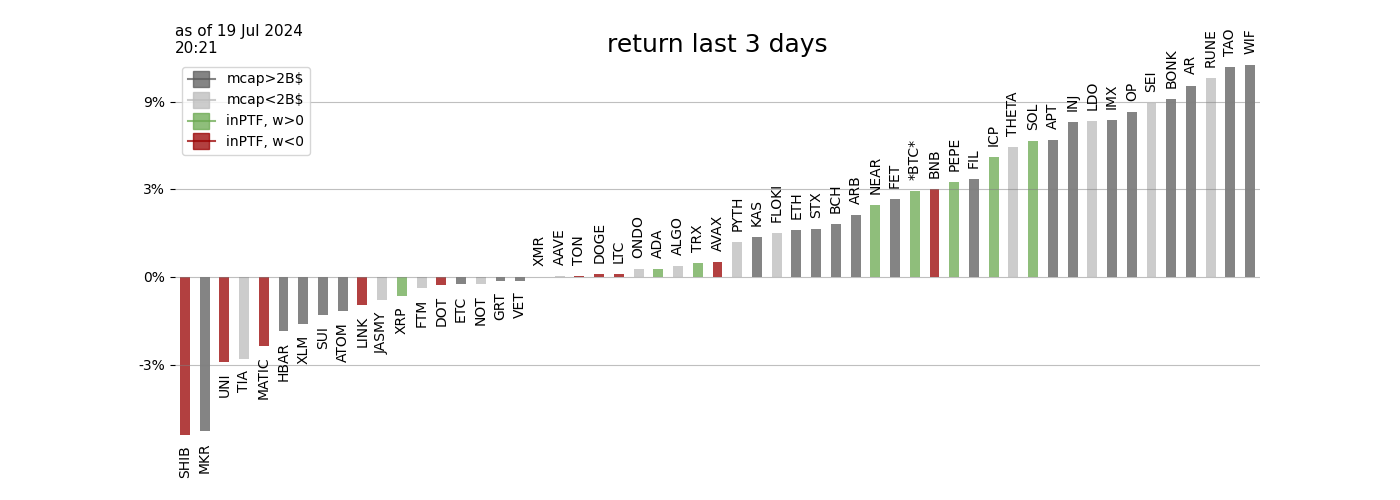 as of 19 Jul 2024
20:21
return last 3 days
mcap>2B$
mcap<2B$
inPTF, w>0
inPTF, w<0
9%
3%
0%
-3%
SHIB
MKR
UNI
TIA
MATIC
HBAR
XLM
SUI
ATOM
LINK
JASMY
XRP
FTM
DOT
ETC
NOT
GRT
VET
XMR
AAVE
TON
DOGE
LTC
ONDO
ADA
ALGO
TRX
AVAX
PYTH
KAS
FLOKI
ETH
STX
BCH
ARB
NEAR
FET
*BTC*
BNB
PEPE
FIL
ICP
THETA
SOL
APT
INJ
LDO
IMX
OP
SEI
BONK
AR
RUNE
TAO
WIF